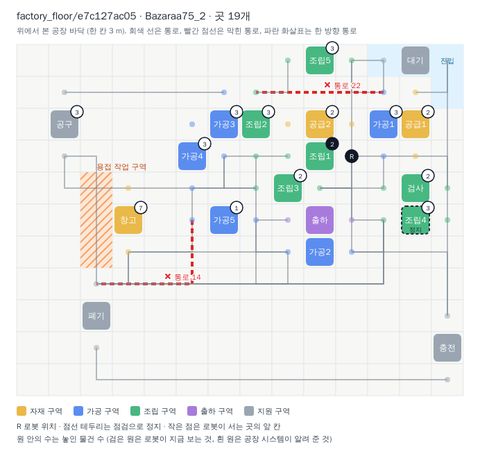 factory_floor/e7c127ac05 · Bazaraa75_2 · 곳 19개
위에서 본 공장 바닥 (한 칸 3 m). 회색 선은 통로, 빨간 점선은 막힌 통로, 파란 화살표는 한 방향 통로
조립5 3
대기
진입
✖ 통로 22
공구 3
가공3 3
조립2 3
공급2 2
가공1 3
공급1 2
가공4 3
조립1 2
R
용접 작업 구역
조립3 2
검사 2
창고 7
가공5 1
출하
조립4 3
정지
가공2
✖ 통로 14
폐기
충전
자재 구역 가공 구역 조립 구역 출하 구역 지원 구역
R 로봇 위치 · 점선 테두리는 점검으로 정지 · 작은 점은 로봇이 서는 곳의 앞 칸
원 안의 수는 놓인 물건 수 (검은 원은 로봇이 지금 보는 것, 흰 원은 공장 시스템이 알려 준 것)